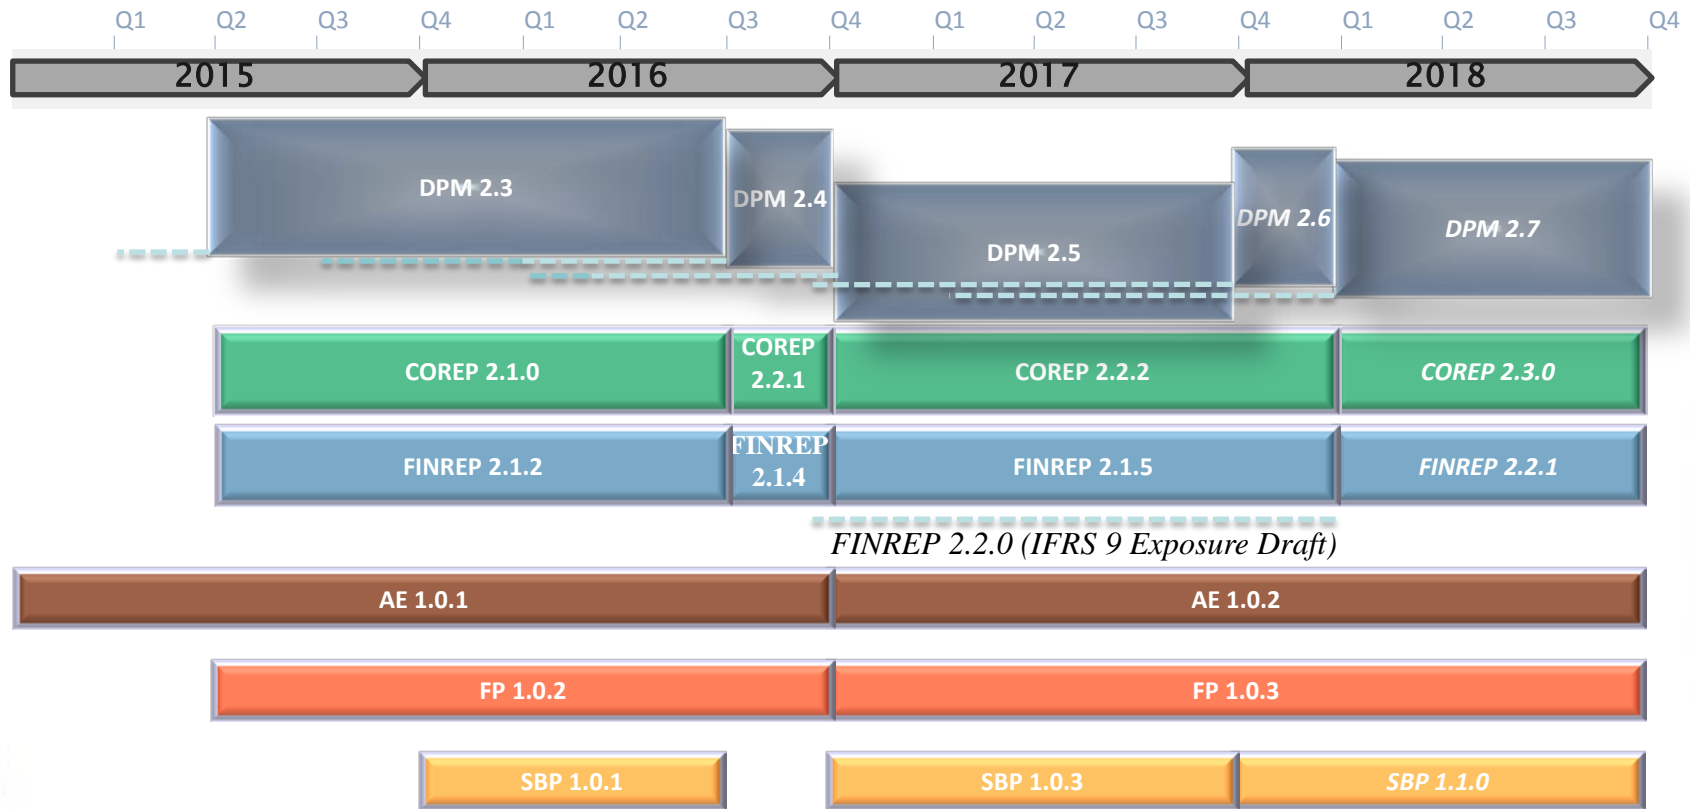 Q1 Q2 Q3 Q4 Q1 Q2 Q3 Q4 Q1 Q2 Q3 Q4 Q1 Q2 Q3 Q4
2015 2016 2017 2018
DPM 2.3
DPM 2.4
DPM 2.5
DPM 2.6
DPM 2.7
COREP 2.1.0
COREP
2.2.1
COREP 2.2.2
COREP 2.3.0
FINREP 2.1.2
FINREP
2.1.4
FINREP 2.1.5
FINREP 2.2.1
FINREP 2.2.0 (IFRS 9 Exposure Draft)
AE 1.0.1
AE 1.0.2
FP 1.0.2
FP 1.0.3
SBP 1.0.1
SBP 1.0.3
SBP 1.1.0